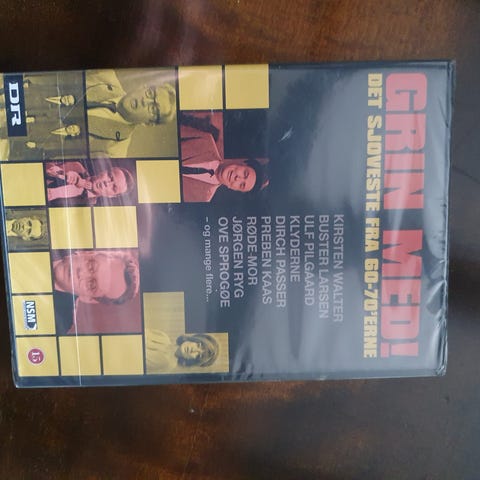 GRIN MED!
DET SJOVESTE FRA 60-70'ERNE
KIRSTEN WALTER
BUSTER LARSEN
ULF PILGAARD
KLYDERNE
DIRCH PASSER
PREBEN KAAS
RØDE-MOR
JØRGEN RYG
OVE SPROGØE
- og mange flere...
DR
NSM
15